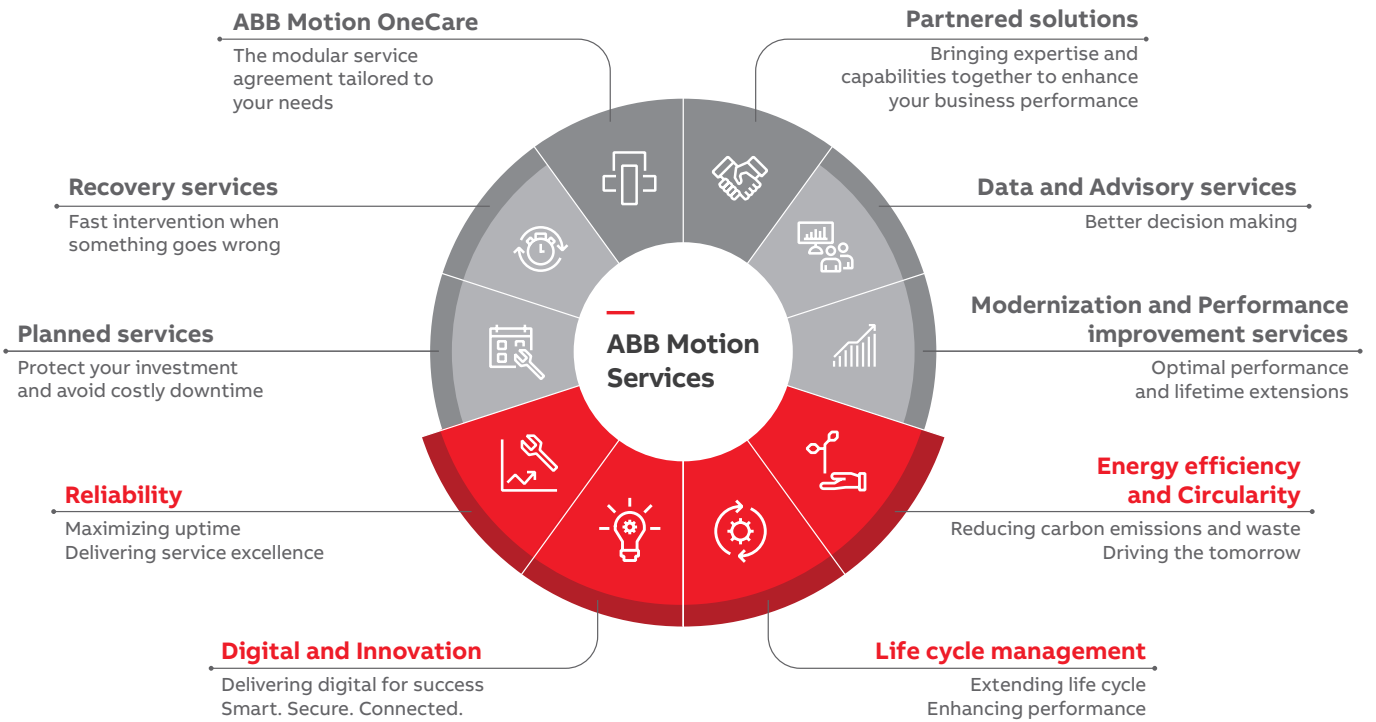 ABB Motion OneCare
The modular service
agreement tailored to
your needs
Partnered solutions
Bringing expertise and
capabilities together to enhance
your business performance
Recovery services
Fast intervention when
something goes wrong
Data and Advisory services
Better decision making
Planned services
Protect your investment
and avoid costly downtime
ABB Motion
Services
Modernization and Performance
improvement services
Optimal performance
and lifetime extensions
Reliability
Maximizing uptime
Delivering service excellence
Energy efficiency
and Circularity
Reducing carbon emissions and waste
Driving the tomorrow
Digital and Innovation
Delivering digital for success
Smart. Secure. Connected.
Life cycle management
Extending life cycle
Enhancing performance